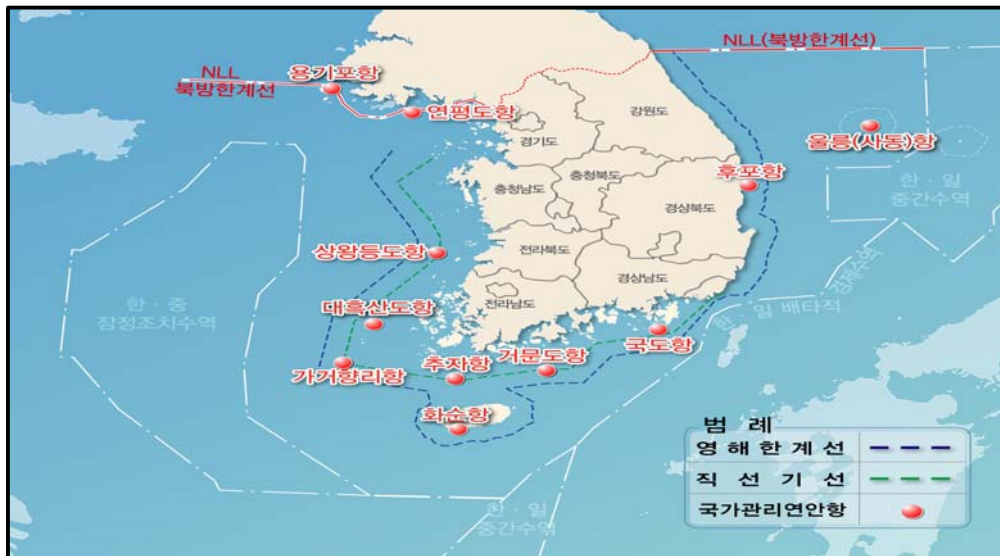 NLL(북방한계선)
NLL
북방한계선
용기포항
연평도항
강원도
경기도
울릉(사동)항
후포항
충청북도
충청남도
한·일
중간수역
경상북도
상왕등도항
전라북도
경상남도
한·중
잠정조치수역
대흑산도항
전라남도
한·일 배타적 경제수역
국도항
거문도항
추자항
가거향리항
화순항
한·일
중간수역
범 례
영해한계선
직선기선
국가관리연안항